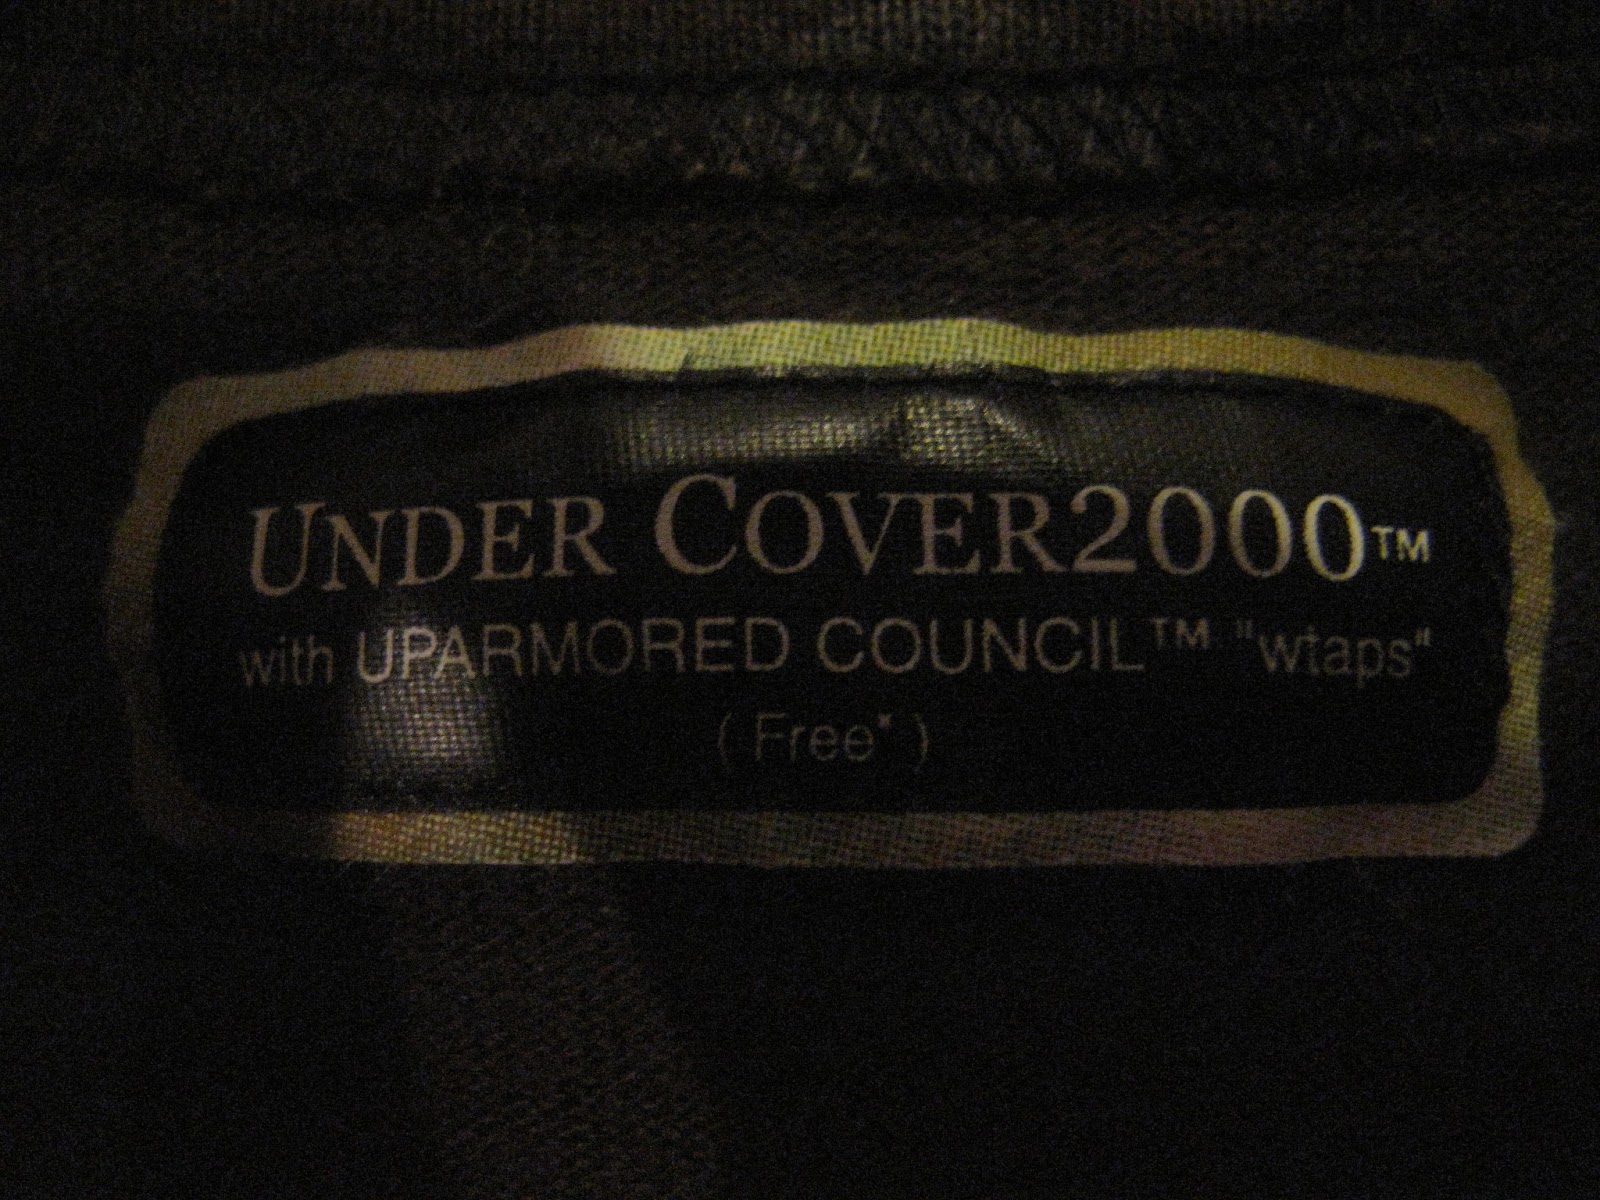 UNDER COVER2000™
with UPARMORED COUNCIL™ "wtaps"
( Free* )